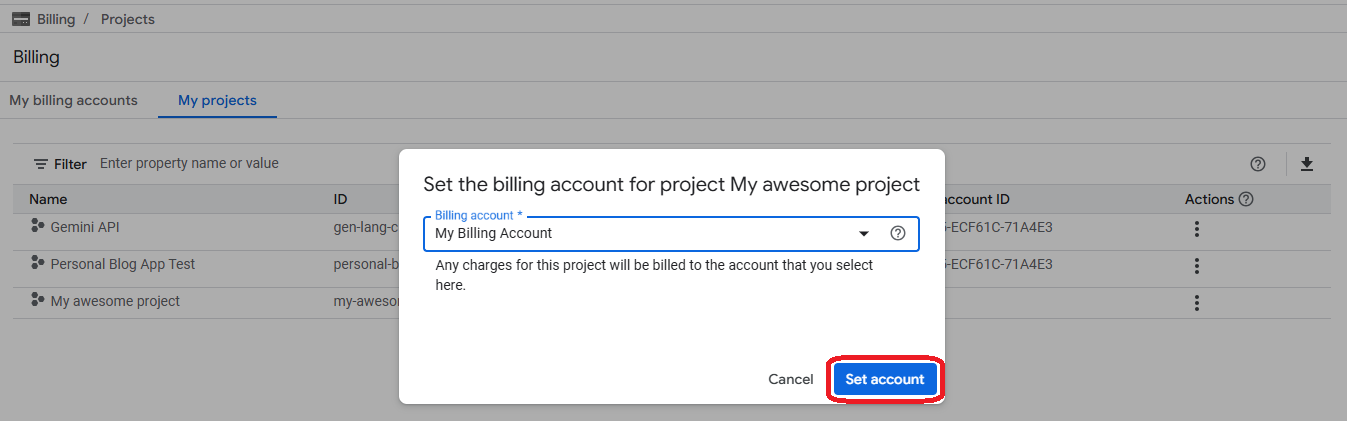 Billing / Projects
Billing
My billing accounts My projects
Filter Enter property name or value
Set the billing account for project My awesome project
Billing account *
My Billing Account
Any charges for this project will be billed to the account that you select
here.
Cancel Set account
Name ID ccount ID Actions
Gemini API gen-lang-c -ECF61C-71A4E3
Personal Blog App Test personal-b -ECF61C-71A4E3
My awesome project my-aweso